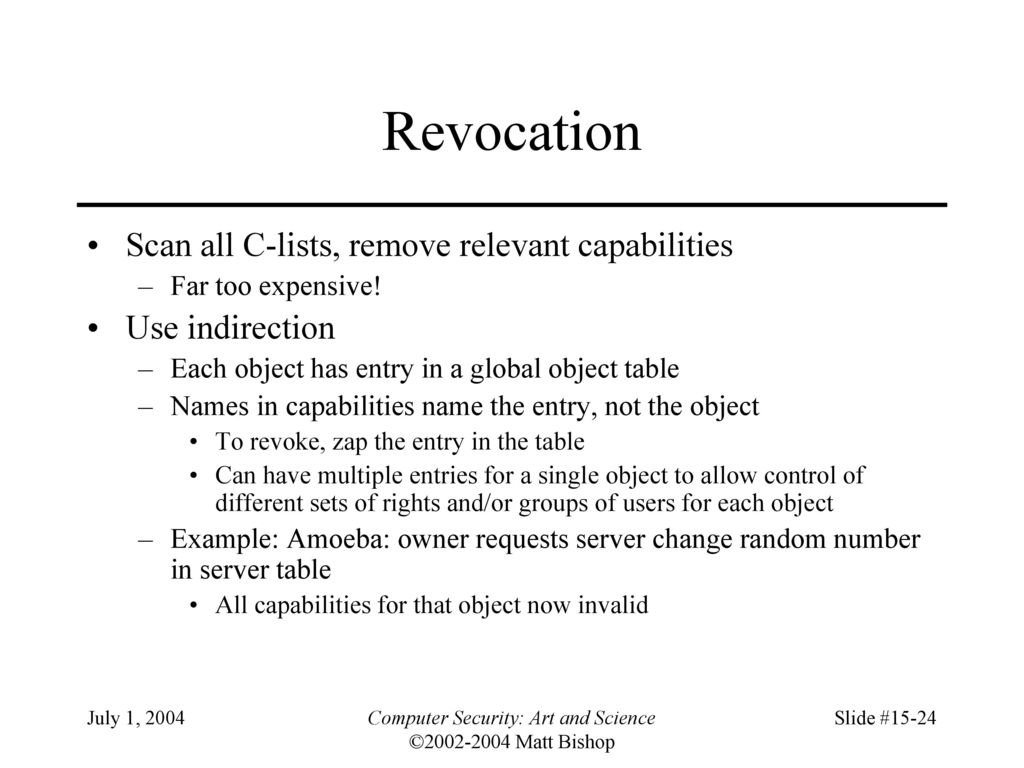 Revocation
• Scan all C-lists, remove relevant capabilities
– Far too expensive!
• Use indirection
– Each object has entry in a global object table
– Names in capabilities name the entry, not the object
• To revoke, zap the entry in the table
• Can have multiple entries for a single object to allow control of
different sets of rights and/or groups of users for each object
– Example: Amoeba: owner requests server change random number
in server table
• All capabilities for that object now invalid
July 1, 2004
Computer Security: Art and Science
©2002-2004 Matt Bishop
Slide #15-24